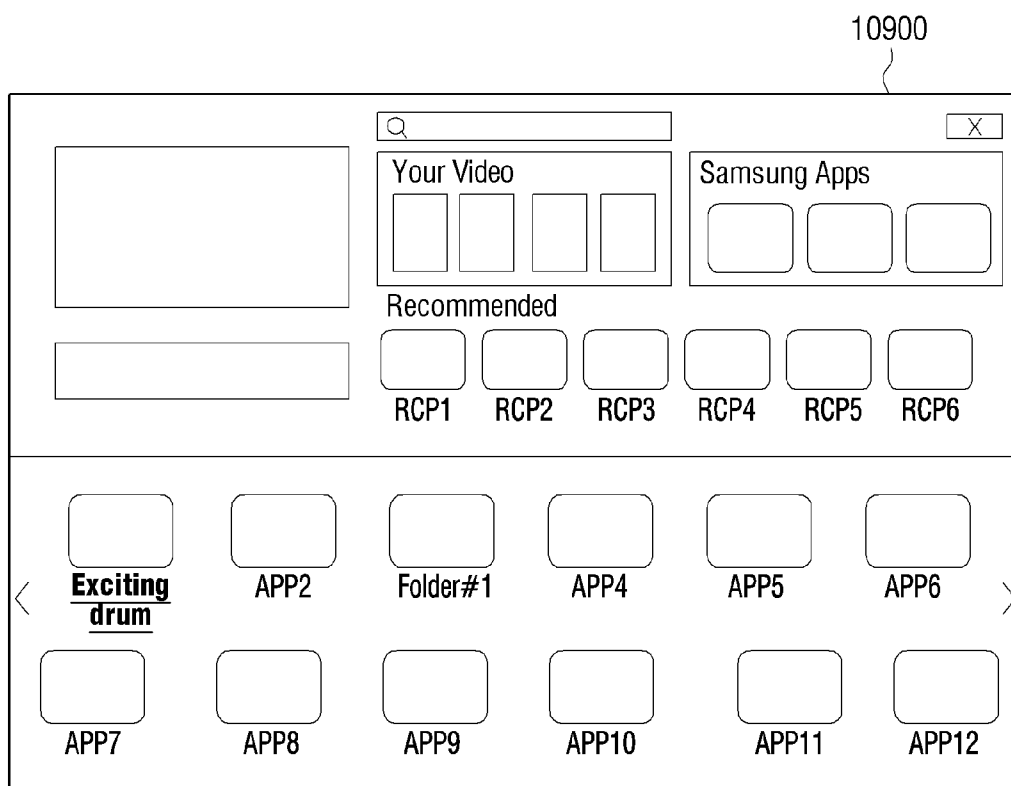 10900
X
Your Video
Samsung Apps
Recommended
RCP1 RCP2 RCP3 RCP4 RCP5 RCP6
Exciting
drum
APP2 Folder#1 APP4 APP5 APP6
APP7 APP8 APP9 APP10 APP11 APP12